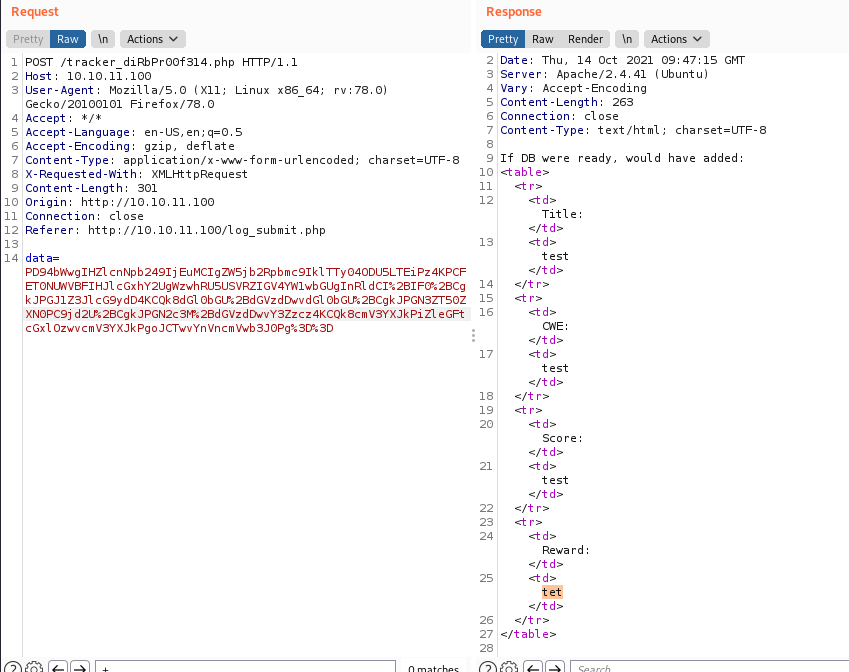 Request
Pretty Raw \n Actions
1 POST /tracker_diRbPr00f314.php HTTP/1.1
2 Host: 10.10.11.100
3 User-Agent: Mozilla/5.0 (X11; Linux x86_64; rv:78.0)
Gecko/20100101 Firefox/78.0
4 Accept: */*
5 Accept-Language: en-US,en;q=0.5
6 Accept-Encoding: gzip, deflate
7 Content-Type: application/x-www-form-urlencoded; charset=UTF-8
8 X-Requested-With: XMLHttpRequest
9 Content-Length: 301
10 Origin: http://10.10.11.100
11 Connection: close
12 Referer: http://10.10.11.100/log_submit.php
13
14 data=
PD94bWwgIHZlcnNpb249IjEuMCIgZW5jb2Rpbmc9IklTTy04ODU5LTEiPz4KPCF
ET0NUWVBFIHJlcGxhY2UgWzwhRU5USVRZIGV4YW1wbGUgInRldCI%2BIF0%2BCg
kJPGJ1Z3JlcG9ydD4KCQk8dGl0bGU%2BdGVzdDwvdGl0bGU%2BCgkJPGN3ZT50Z
XN0PC9jd2U%2BCgkJPGN2c3M%2BdGVzdDwvY3Zzcz4KCQk8cmV3YXJkPiZleGFt
cGxlOzwvcmV3YXJkPgoJCTwvYnVncmVwb3J0Pg%3D%3D
+
0 matches
Response
Pretty Raw Render \n Actions
2 Date: Thu, 14 Oct 2021 09:47:15 GMT
3 Server: Apache/2.4.41 (Ubuntu)
4 Vary: Accept-Encoding
5 Content-Length: 263
6 Connection: close
7 Content-Type: text/html; charset=UTF-8
8
9 If DB were ready, would have added:
10 <table>
11 <tr>
12 <td>
Title:
</td>
13 <td>
test
</td>
14 </tr>
15 <tr>
16 <td>
CWE:
</td>
17 <td>
test
</td>
18 </tr>
19 <tr>
20 <td>
Score:
</td>
21 <td>
test
</td>
22 </tr>
23 <tr>
24 <td>
Reward:
</td>
25 <td>
tet
</td>
26 </tr>
27 </table>
28
Search